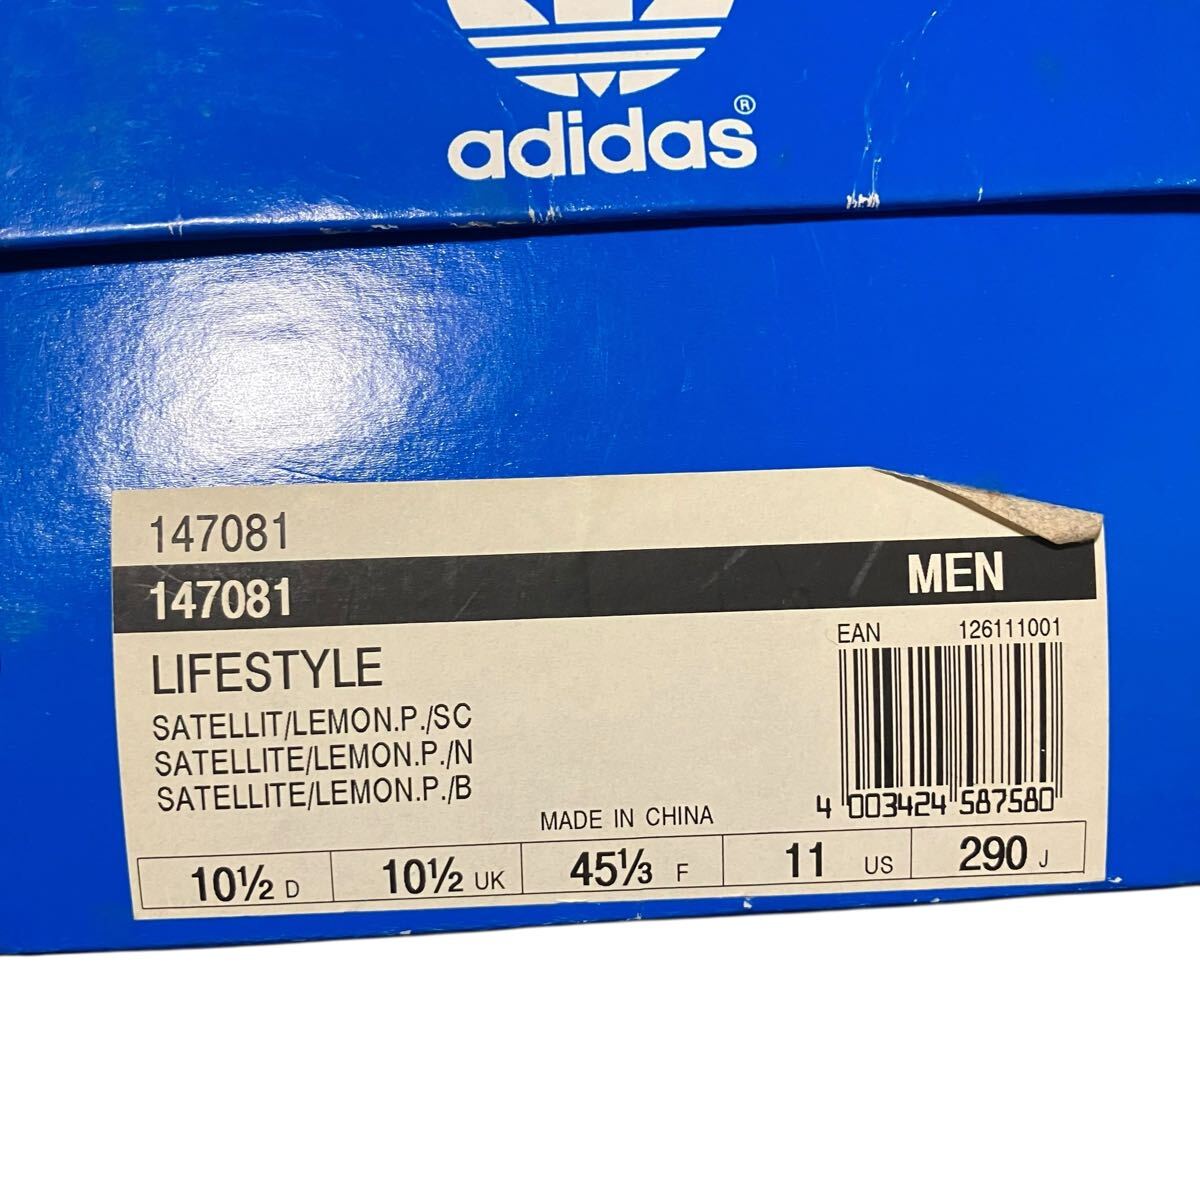 adidas®
147081
147081 MEN
EAN 126111001
LIFESTYLE
SATELLIT/LEMON.P./SC
SATELLITE/LEMON.P./N
SATELLITE/LEMON.P./B
4 003424 587580
MADE IN CHINA
10½ D 10½ UK 45⅓ F 11 US 290 J